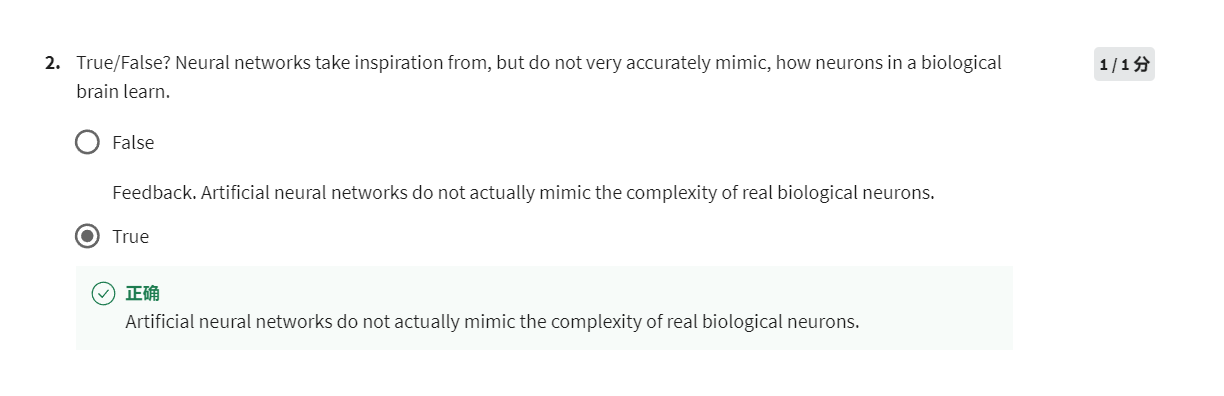 2. True/False? Neural networks take inspiration from, but do not very accurately mimic, how neurons in a biological
brain learn.
1 / 1 分
False
Feedback. Artificial neural networks do not actually mimic the complexity of real biological neurons.
True
正确
Artificial neural networks do not actually mimic the complexity of real biological neurons.